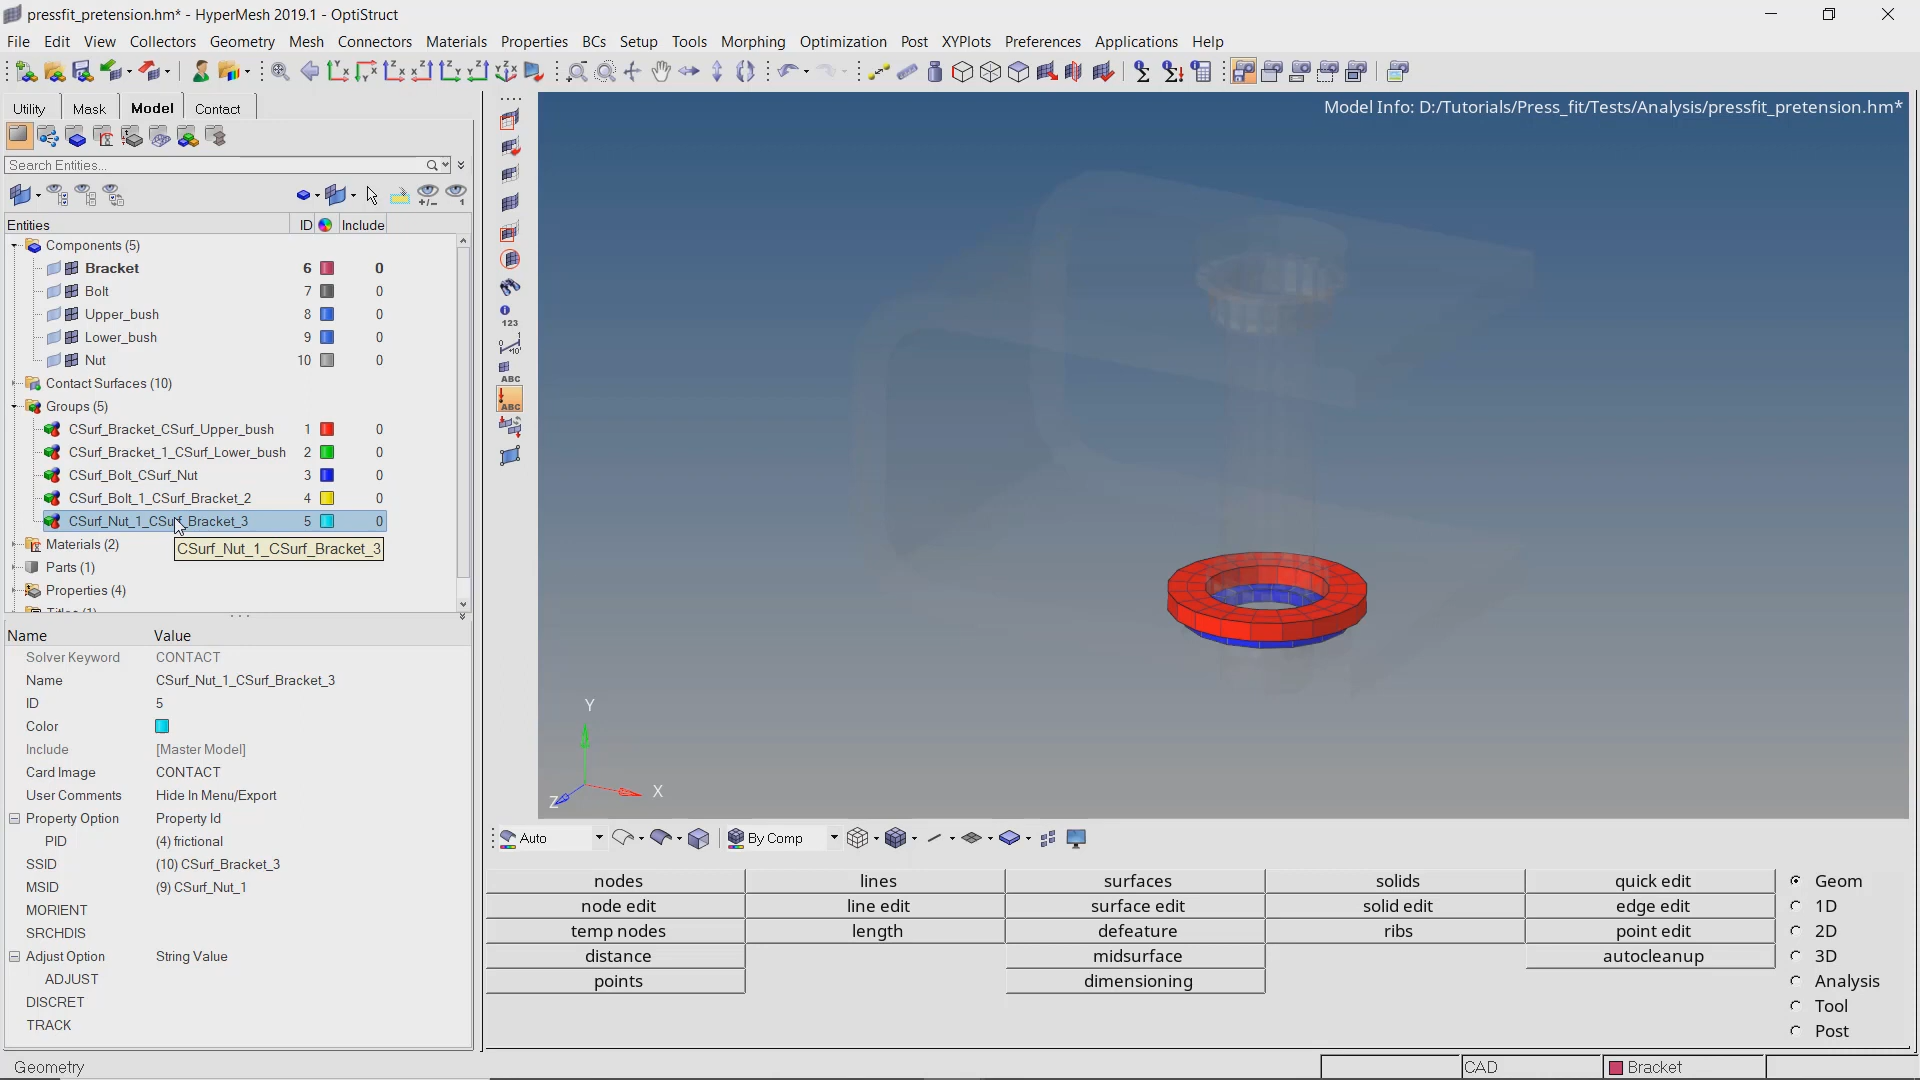 pressfit_pretension.hm* - HyperMesh 2019.1 - OptiStruct
File Edit View Collectors Geometry Mesh Connectors Materials Properties BCs Setup Tools Morphing Optimization Post XYPlots Preferences Applications Help
Utility Mask Model Contact
Search Entities...
Entities ID Include
Components (5)
Bracket 6 0
Bolt 7 0
Upper_bush 8 0
Lower_bush 9 0
Nut 10 0
Contact Surfaces (10)
Groups (5)
CSurf_Bracket_CSurf_Upper_bush 1 0
CSurf_Bracket_1_CSurf_Lower_bush 2 0
CSurf_Bolt_CSurf_Nut 3 0
CSurf_Bolt_1_CSurf_Bracket_2 4 0
CSurf_Nut_1_CSurf_Bracket_3 5 0
Materials (2)
CSurf_Nut_1_CSurf_Bracket_3
Parts (1)
Properties (4)
Titles (1)
Name Value
Solver Keyword CONTACT
Name CSurf_Nut_1_CSurf_Bracket_3
ID 5
Color
Include [Master Model]
Card Image CONTACT
User Comments Hide In Menu/Export
Property Option Property Id
PID (4) frictional
SSID (10) CSurf_Bracket_3
MSID (9) CSurf_Nut_1
MORIENT
SRCHDIS
Adjust Option String Value
ADJUST
DISCRET
TRACK
Geometry
123
ABC
ABC
Model Info: D:/Tutorials/Press_fit/Tests/Analysis/pressfit_pretension.hm*
Y
X
Z
Auto By Comp
nodes lines surfaces solids quick edit Geom
node edit line edit surface edit solid edit edge edit 1D
temp nodes length defeature ribs point edit 2D
distance midsurface autocleanup 3D
points dimensioning Analysis
Tool
Post
CAD Bracket